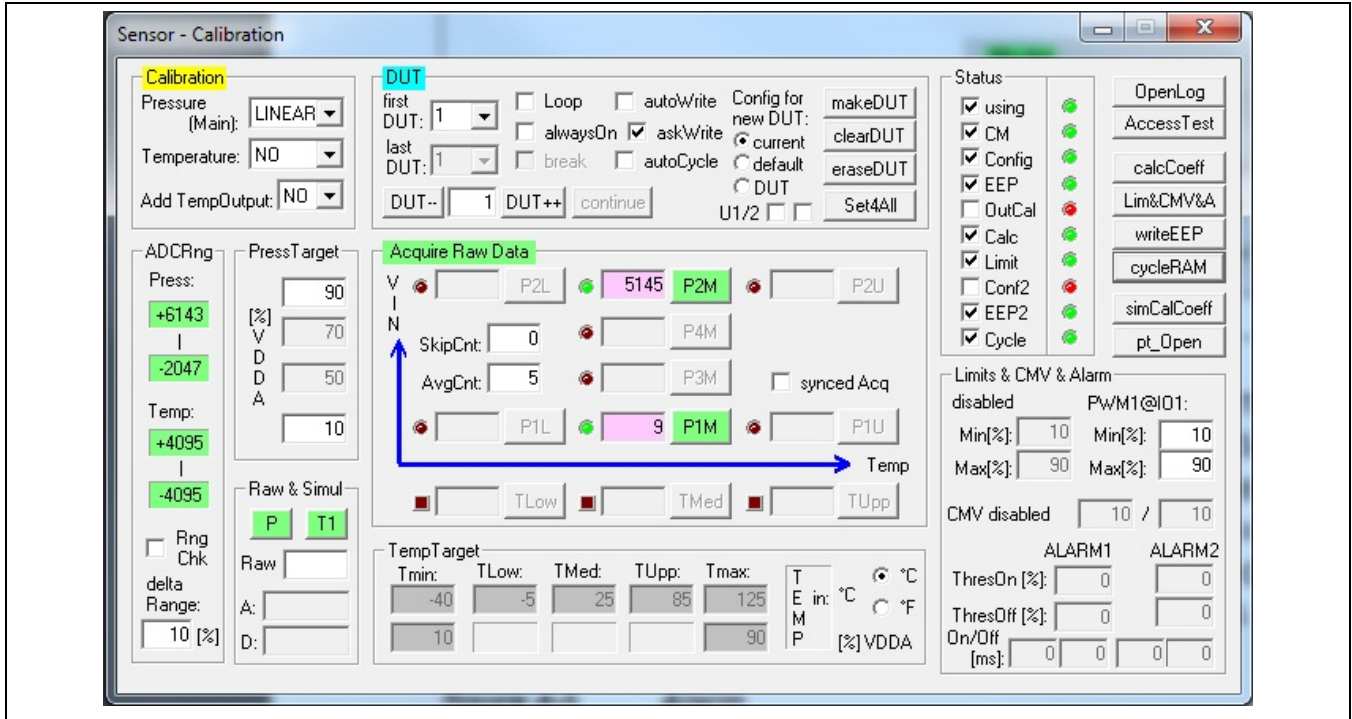 Sensor - Calibration
Calibration
Pressure
(Main): LINEAR
Temperature: NO
Add TempOutput: NO
DUT
first
DUT: 1
last
DUT: 1
Loop
alwaysOn
break
autoWrite
askWrite
autoCycle
Config for
new DUT:
current
default
DUT
U1/2
makeDUT
clearDUT
eraseDUT
Set4All
DUT-- 1 DUT++ continue
Status
using
CM
Config
EEP
OutCal
Calc
Limit
Conf2
EEP2
Cycle
OpenLog
AccessTest
calcCoeff
Lim&CMV&A
writeEEP
cycleRAM
simCalCoeff
pt_Open
ADCRng
Press:
+6143
|
-2047
Temp:
+4095
|
-4095
Rng
Chk
delta
Range:
10 [%]
PressTarget
[%]
V
D
D
A
90
70
50
10
Raw & Simul
P T1
Raw
A:
D:
Acquire Raw Data
V
I
N
P2L 5145 P2M P2U
SkipCnt: 0 P4M
AvgCnt: 5 P3M synced Acq
P1L 9 P1M P1U
Temp
TLow TMed TUpp
TempTarget
Tmin: TLow: TMed: TUpp: Tmax:
-40 -5 25 85 125
10 90
T
E
M
P
in: °C
°C
°F
[%] VDDA
Limits & CMV & Alarm
disabled PWM1@IO1:
Min[%]: 10 Min[%]: 10
Max[%]: 90 Max[%]: 90
CMV disabled 10 / 10
ALARM1 ALARM2
ThresOn [%]: 0 0
ThresOff [%]: 0 0
On/Off
[ms]: 0 0 0 0